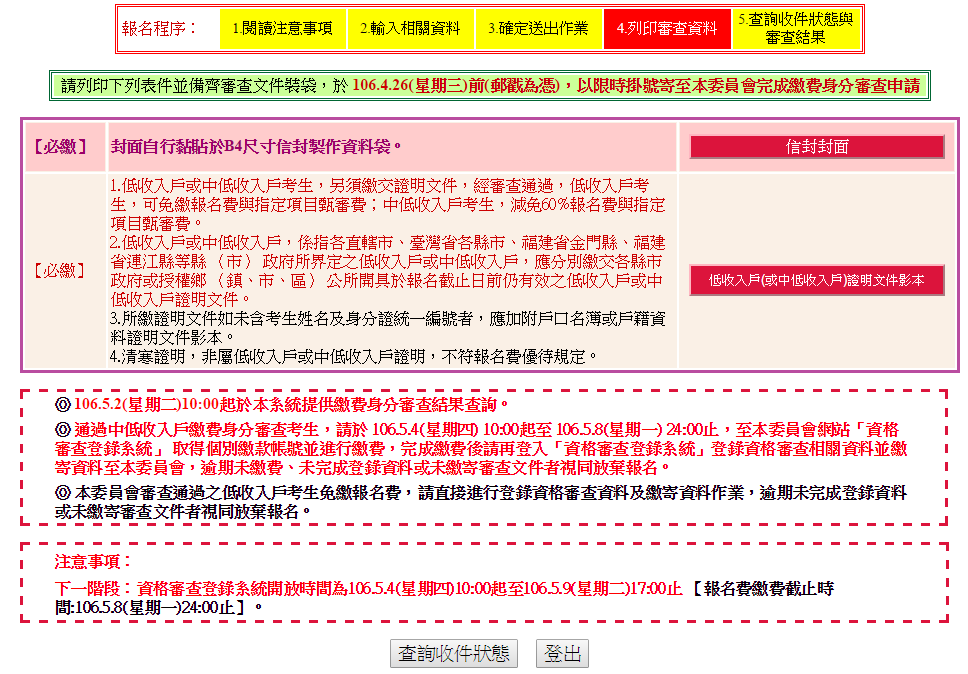 報名程序：
1.閱讀注意事項
2.輸入相關資料
3.確定送出作業
4.列印審查資料
5.查詢收件狀態與
審查結果
請列印下列表件並備齊審查文件裝袋，於 106.4.26(星期三)前(郵戳為憑)，以限時掛號寄至本委員會完成繳費身分審查申請
【必繳】
封面自行黏貼於B4尺寸信封製作資料袋。
信封封面
【必繳】
1.低收入戶或中低收入戶考生，另須繳交證明文件，經審查通過，低收入戶考
生，可免繳報名費與指定項目甄審費；中低收入戶考生，減免60%報名費與指定
項目甄審費。
2.低收入戶或中低收入戶，係指各直轄市、臺灣省各縣市、福建省金門縣、福建
省連江縣等縣（市）政府所界定之低收入戶或中低收入戶，應分別繳交各縣市
政府或授權鄉（鎮、市、區）公所開具於報名截止日前仍有效之低收入戶或中
低收入戶證明文件。
3.所繳證明文件如未含考生姓名及身分證統一編號者，應加附戶口名簿或戶籍資
料證明文件影本。
4.清寒證明，非屬低收入戶或中低收入戶證明，不符報名費優待規定。
低收入戶(或中低收入戶)證明文件影本
◎ 106.5.2(星期二)10:00起於本系統提供繳費身分審查結果查詢。
◎ 通過中低收入戶繳費身分審查考生，請於 106.5.4(星期四) 10:00起至 106.5.8(星期一) 24:00止，至本委員會網站「資格
審查登錄系統」 取得個別繳款帳號並進行繳費，完成繳費後請再登入「資格審查登錄系統」登錄資格審查相關資料並繳
寄資料至本委員會，逾期未繳費、未完成登錄資料或未繳寄審查文件者視同放棄報名。
◎ 本委員會審查通過之低收入戶考生免繳報名費，請直接進行登錄資格審查資料及繳寄資料作業，逾期未完成登錄資料
或未繳寄審查文件者視同放棄報名。
注意事項：
下一階段：資格審查登錄系統開放時間為106.5.4(星期四)10:00起至106.5.9(星期二)17:00止 【報名費繳費截止時
間:106.5.8(星期一)24:00止】。
查詢收件狀態
登出